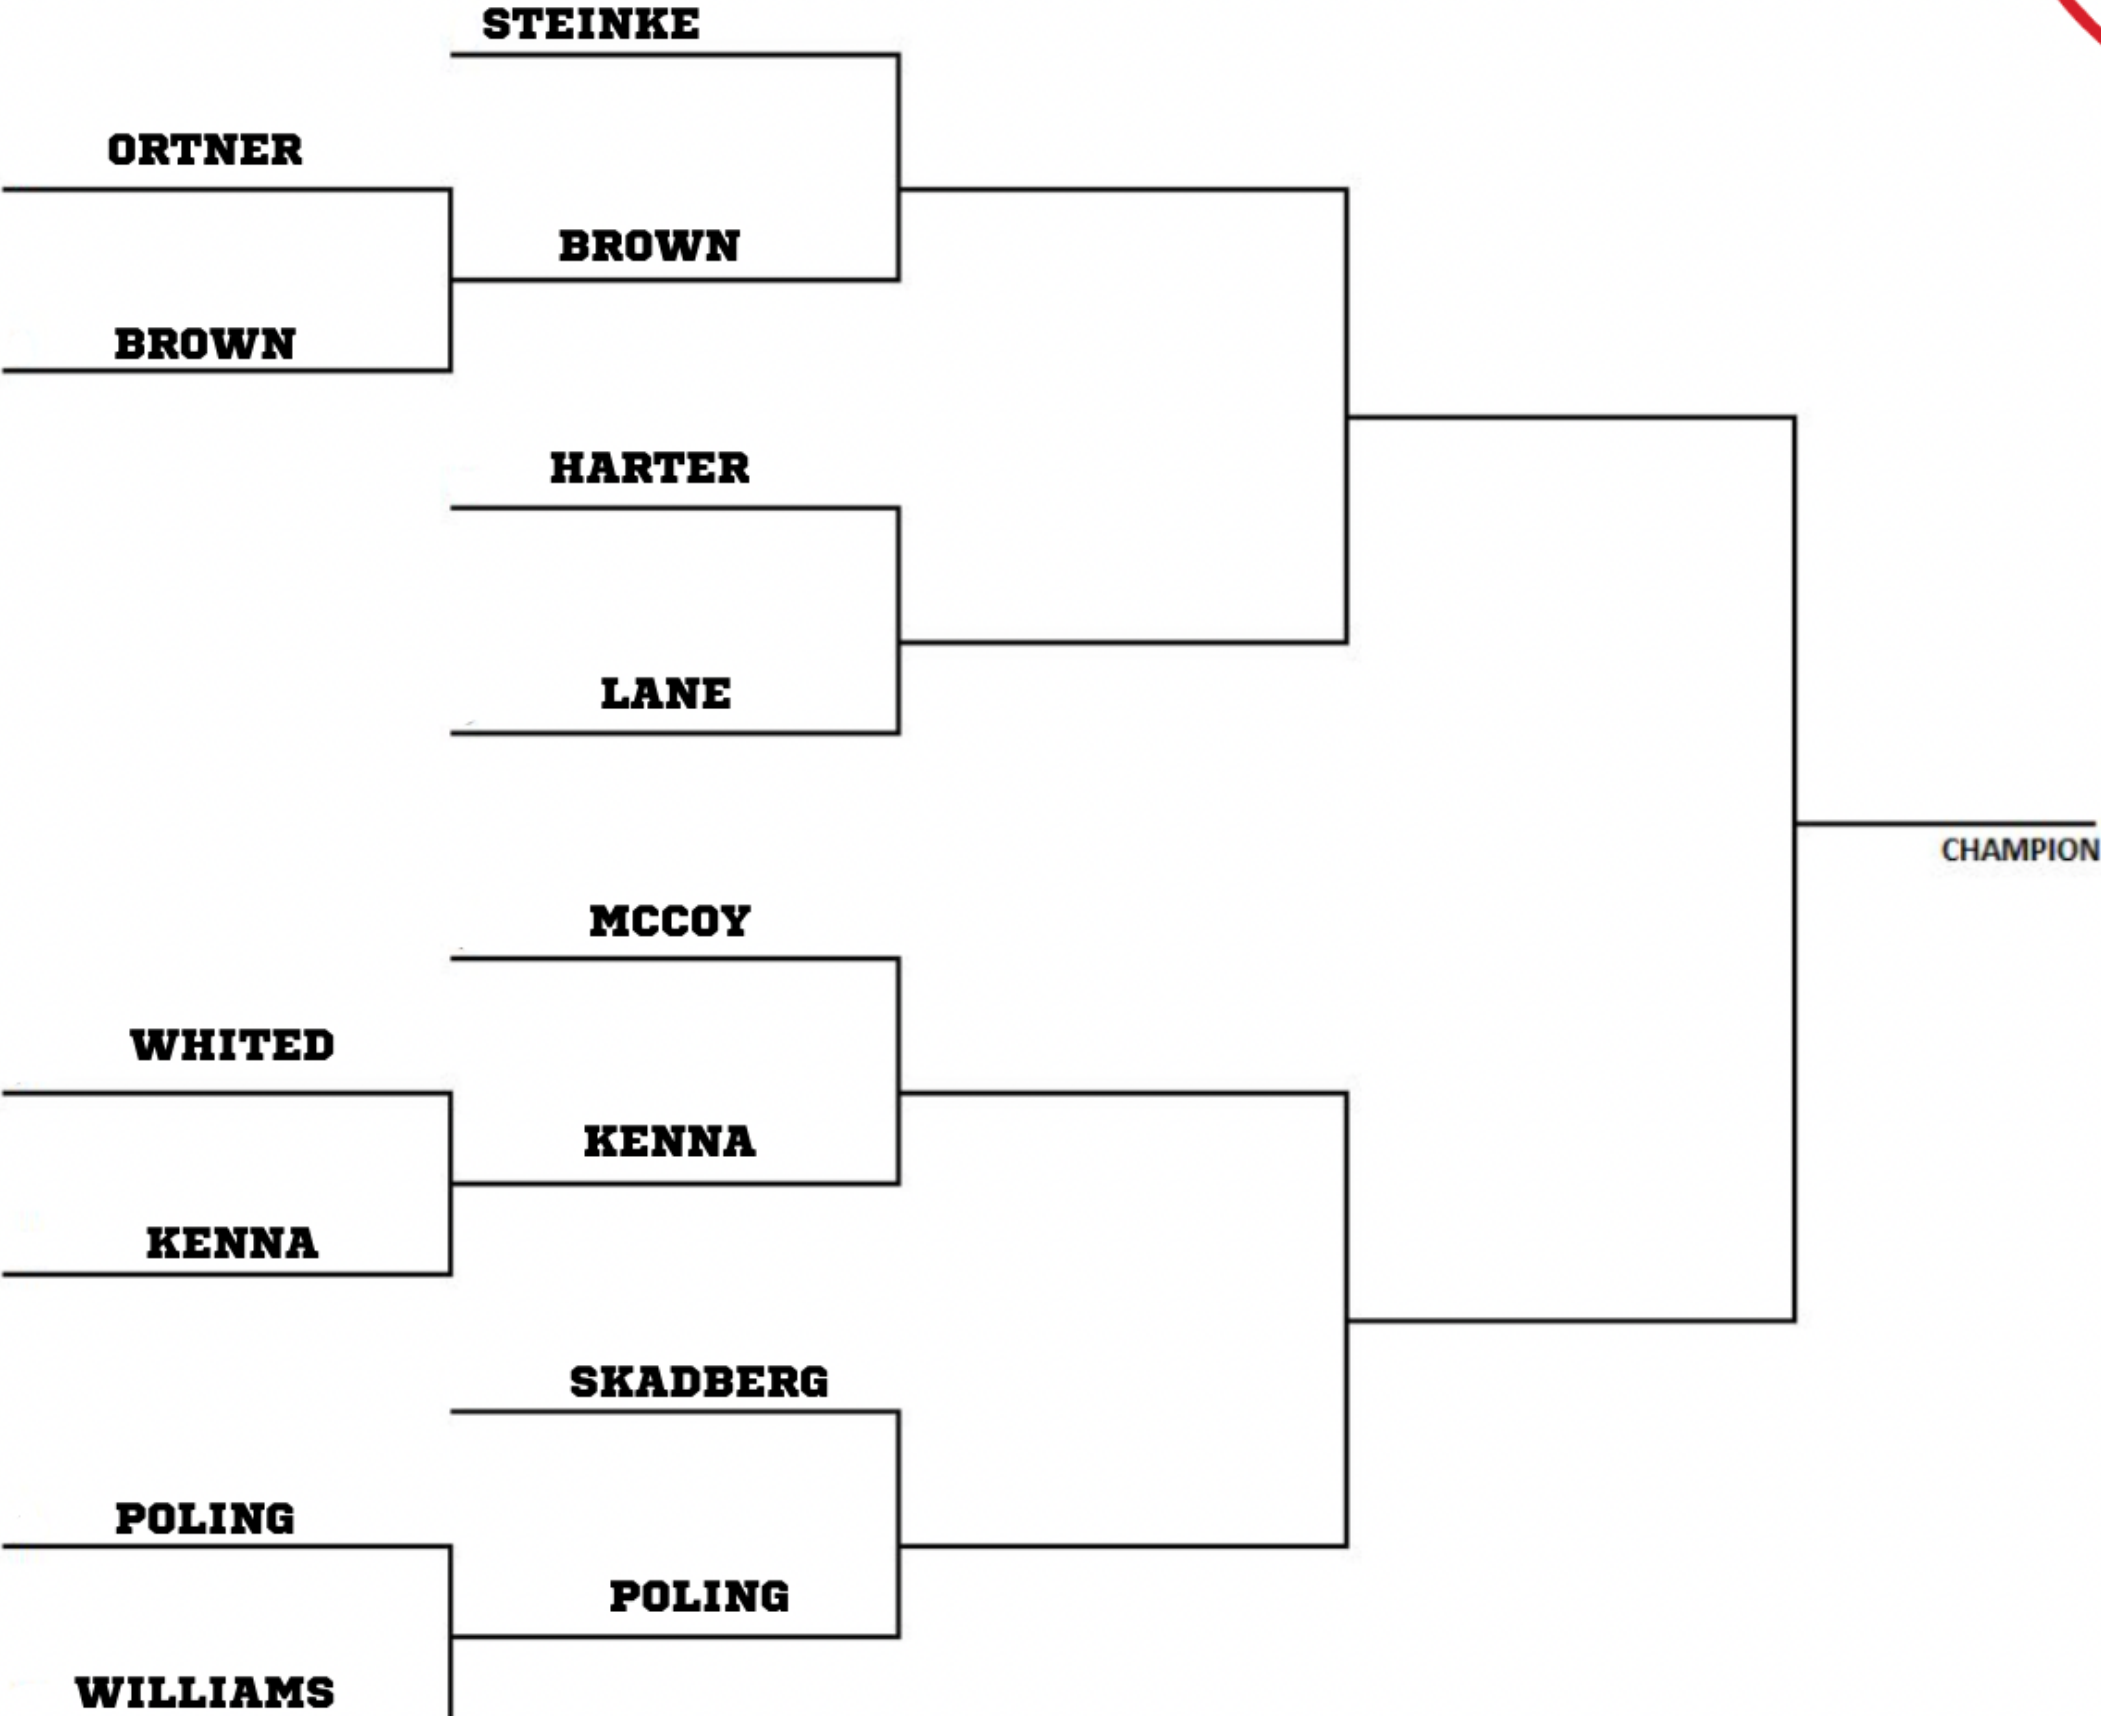 STEINKE
ORTNER
BROWN
BROWN
HARTER
LANE
CHAMPION
MCCOY
WHITED
KENNA
KENNA
SKADBERG
POLING
POLING
WILLIAMS